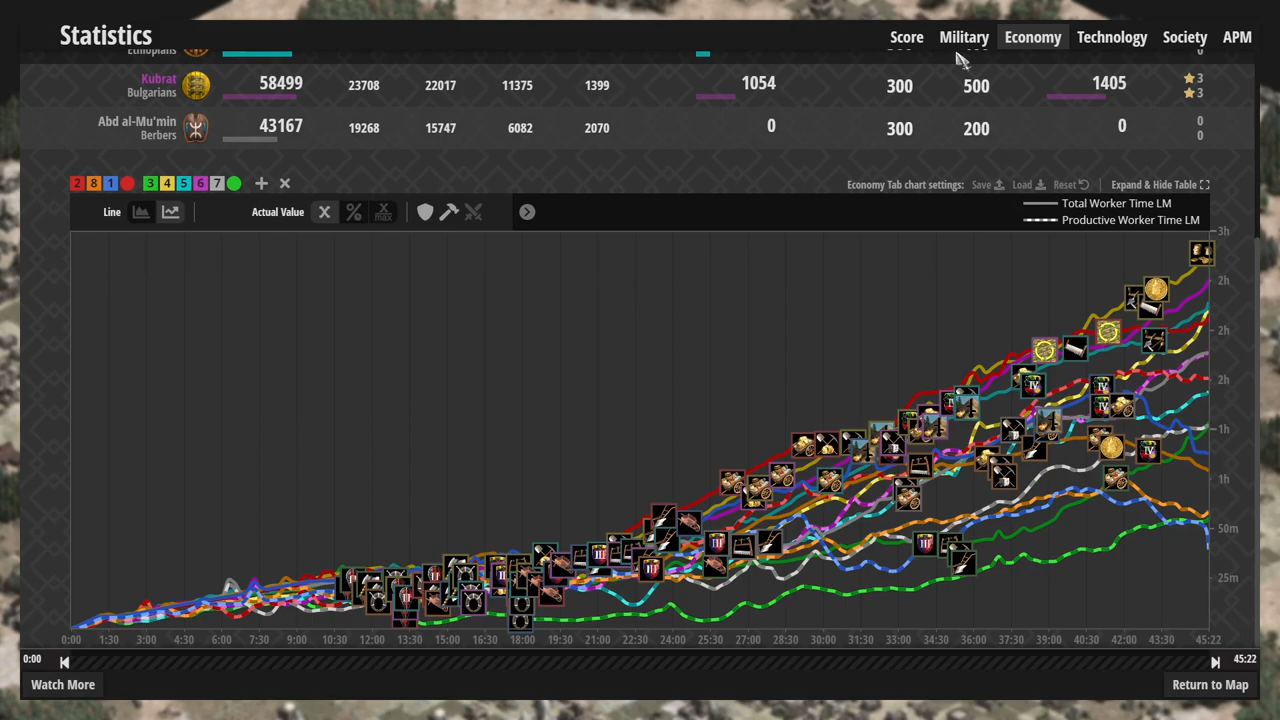 Statistics
Score Military Economy Technology Society APM
Ethiopians
Kubrat
Bulgarians
58499 23708 22017 11375 1399 1054 300 500 1405 3
3
Abd al-Mu'min
Berbers
43167 19268 15747 6082 2070 0 300 200 0 0
0
2 8 1 3 4 5 6 7
Economy Tab chart settings: Save Load Reset Expand & Hide Table
Line Actual Value X % X max
Total Worker Time LM
Productive Worker Time LM
3h
2h
2h
2h
1h
1h
50m
25m
0:00 1:30 3:00 4:30 6:00 7:30 9:00 10:30 12:00 13:30 15:00 16:30 18:00 19:30 21:00 22:30 24:00 25:30 27:00 28:30 30:00 31:30 33:00 34:30 36:00 37:30 39:00 40:30 42:00 43:30 45:22
0:00 45:22
Watch More Return to Map